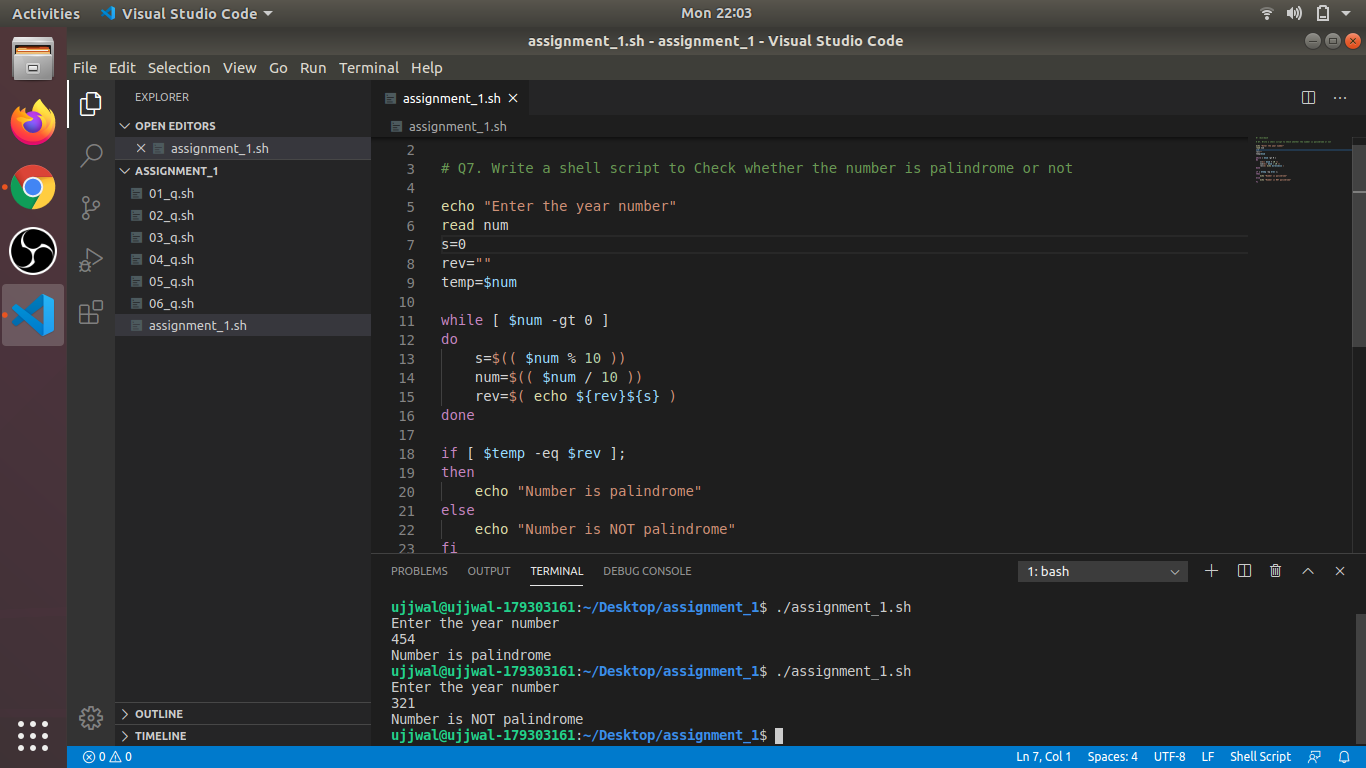 Activities
Visual Studio Code
Mon 22:03
assignment_1.sh - assignment_1 - Visual Studio Code
File Edit Selection View Go Run Terminal Help
EXPLORER
OPEN EDITORS
assignment_1.sh
ASSIGNMENT_1
01_q.sh
02_q.sh
03_q.sh
04_q.sh
05_q.sh
06_q.sh
assignment_1.sh
OUTLINE
TIMELINE
assignment_1.sh
assignment_1.sh
2
3 # Q7. Write a shell script to Check whether the number is palindrome or not
4
5 echo "Enter the year number"
6 read num
7 s=0
8 rev=""
9 temp=$num
10
11 while [ $num -gt 0 ]
12 do
13 s=$(( $num % 10 ))
14 num=$(( $num / 10 ))
15 rev=$( echo ${rev}${s} )
16 done
17
18 if [ $temp -eq $rev ];
19 then
20 echo "Number is palindrome"
21 else
22 echo "Number is NOT palindrome"
23 fi
PROBLEMS OUTPUT TERMINAL DEBUG CONSOLE
1: bash
ujjwal@ujjwal-179303161:~/Desktop/assignment_1$ ./assignment_1.sh
Enter the year number
454
Number is palindrome
ujjwal@ujjwal-179303161:~/Desktop/assignment_1$ ./assignment_1.sh
Enter the year number
321
Number is NOT palindrome
ujjwal@ujjwal-179303161:~/Desktop/assignment_1$
0 0
Ln 7, Col 1 Spaces: 4 UTF-8 LF Shell Script